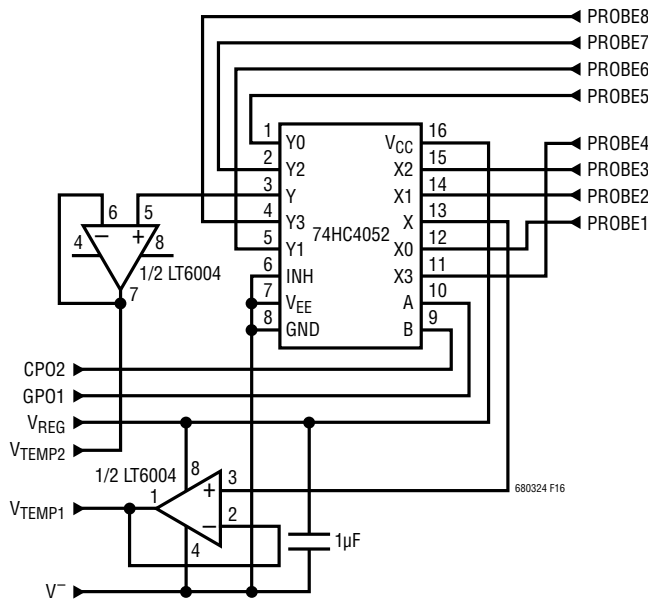 PROBE8
PROBE7
PROBE6
PROBE5
PROBE4
PROBE3
PROBE2
PROBE1
1 Y0 VCC 16
2 Y2 X2 15
3 Y X1 14
4 Y3 X 13
74HC4052
5 Y1 X0 12
6 INH X3 11
7 VEE A 10
8 GND B 9
6 5
4 − + 8
1/2 LT6004
7
CPO2
GPO1
VREG
VTEMP2
1/2 LT6004
8
+ 3
VTEMP1 1
− 2
4
1µF
V−
680324 F16